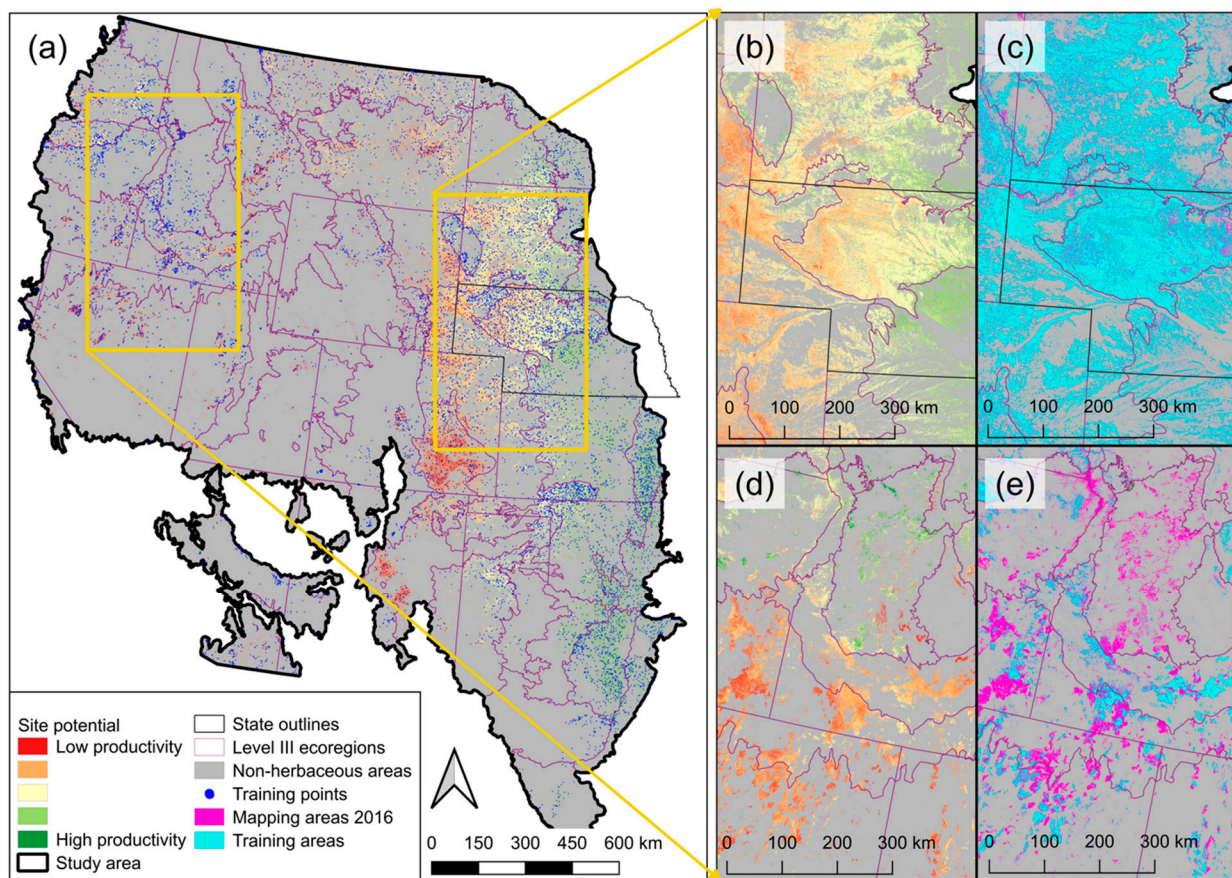 (a)
(b)
(c)
0 100 200 300 km
0 100 200 300 km
(d)
(e)
0 100 200 300 km
0 100 200 300 km
Site potential
Low productivity
High productivity
Study area
State outlines
Level III ecoregions
Non-herbaceous areas
Training points
Mapping areas 2016
Training areas
0 150 300 450 600 km